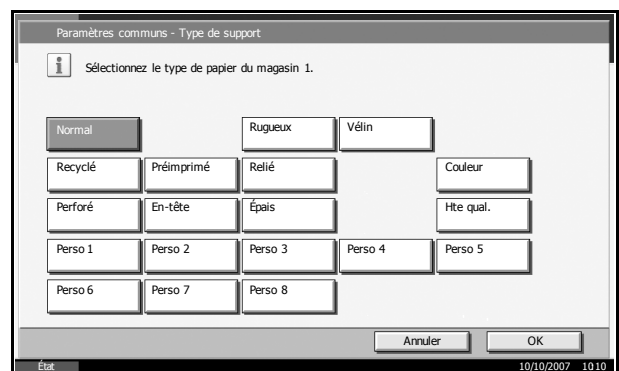 Paramètres communs - Type de support
Sélectionnez le type de papier du magasin 1.
Normal Rugueux Vélin
Recyclé Préimprimé Relié Couleur
Perforé En-tête Épais Hte qual.
Perso 1 Perso 2 Perso 3 Perso 4 Perso 5
Perso 6 Perso 7 Perso 8
Annuler OK
État 10/10/2007 1010